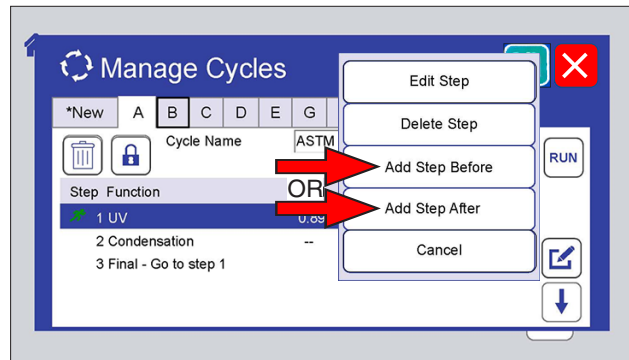 Manage Cycles
*New A B C D E G
Cycle Name ASTM
Step Function
OR
1 UV 0.89
2 Condensation --
3 Final - Go to step 1
Edit Step
Delete Step
Add Step Before
Add Step After
Cancel
RUN